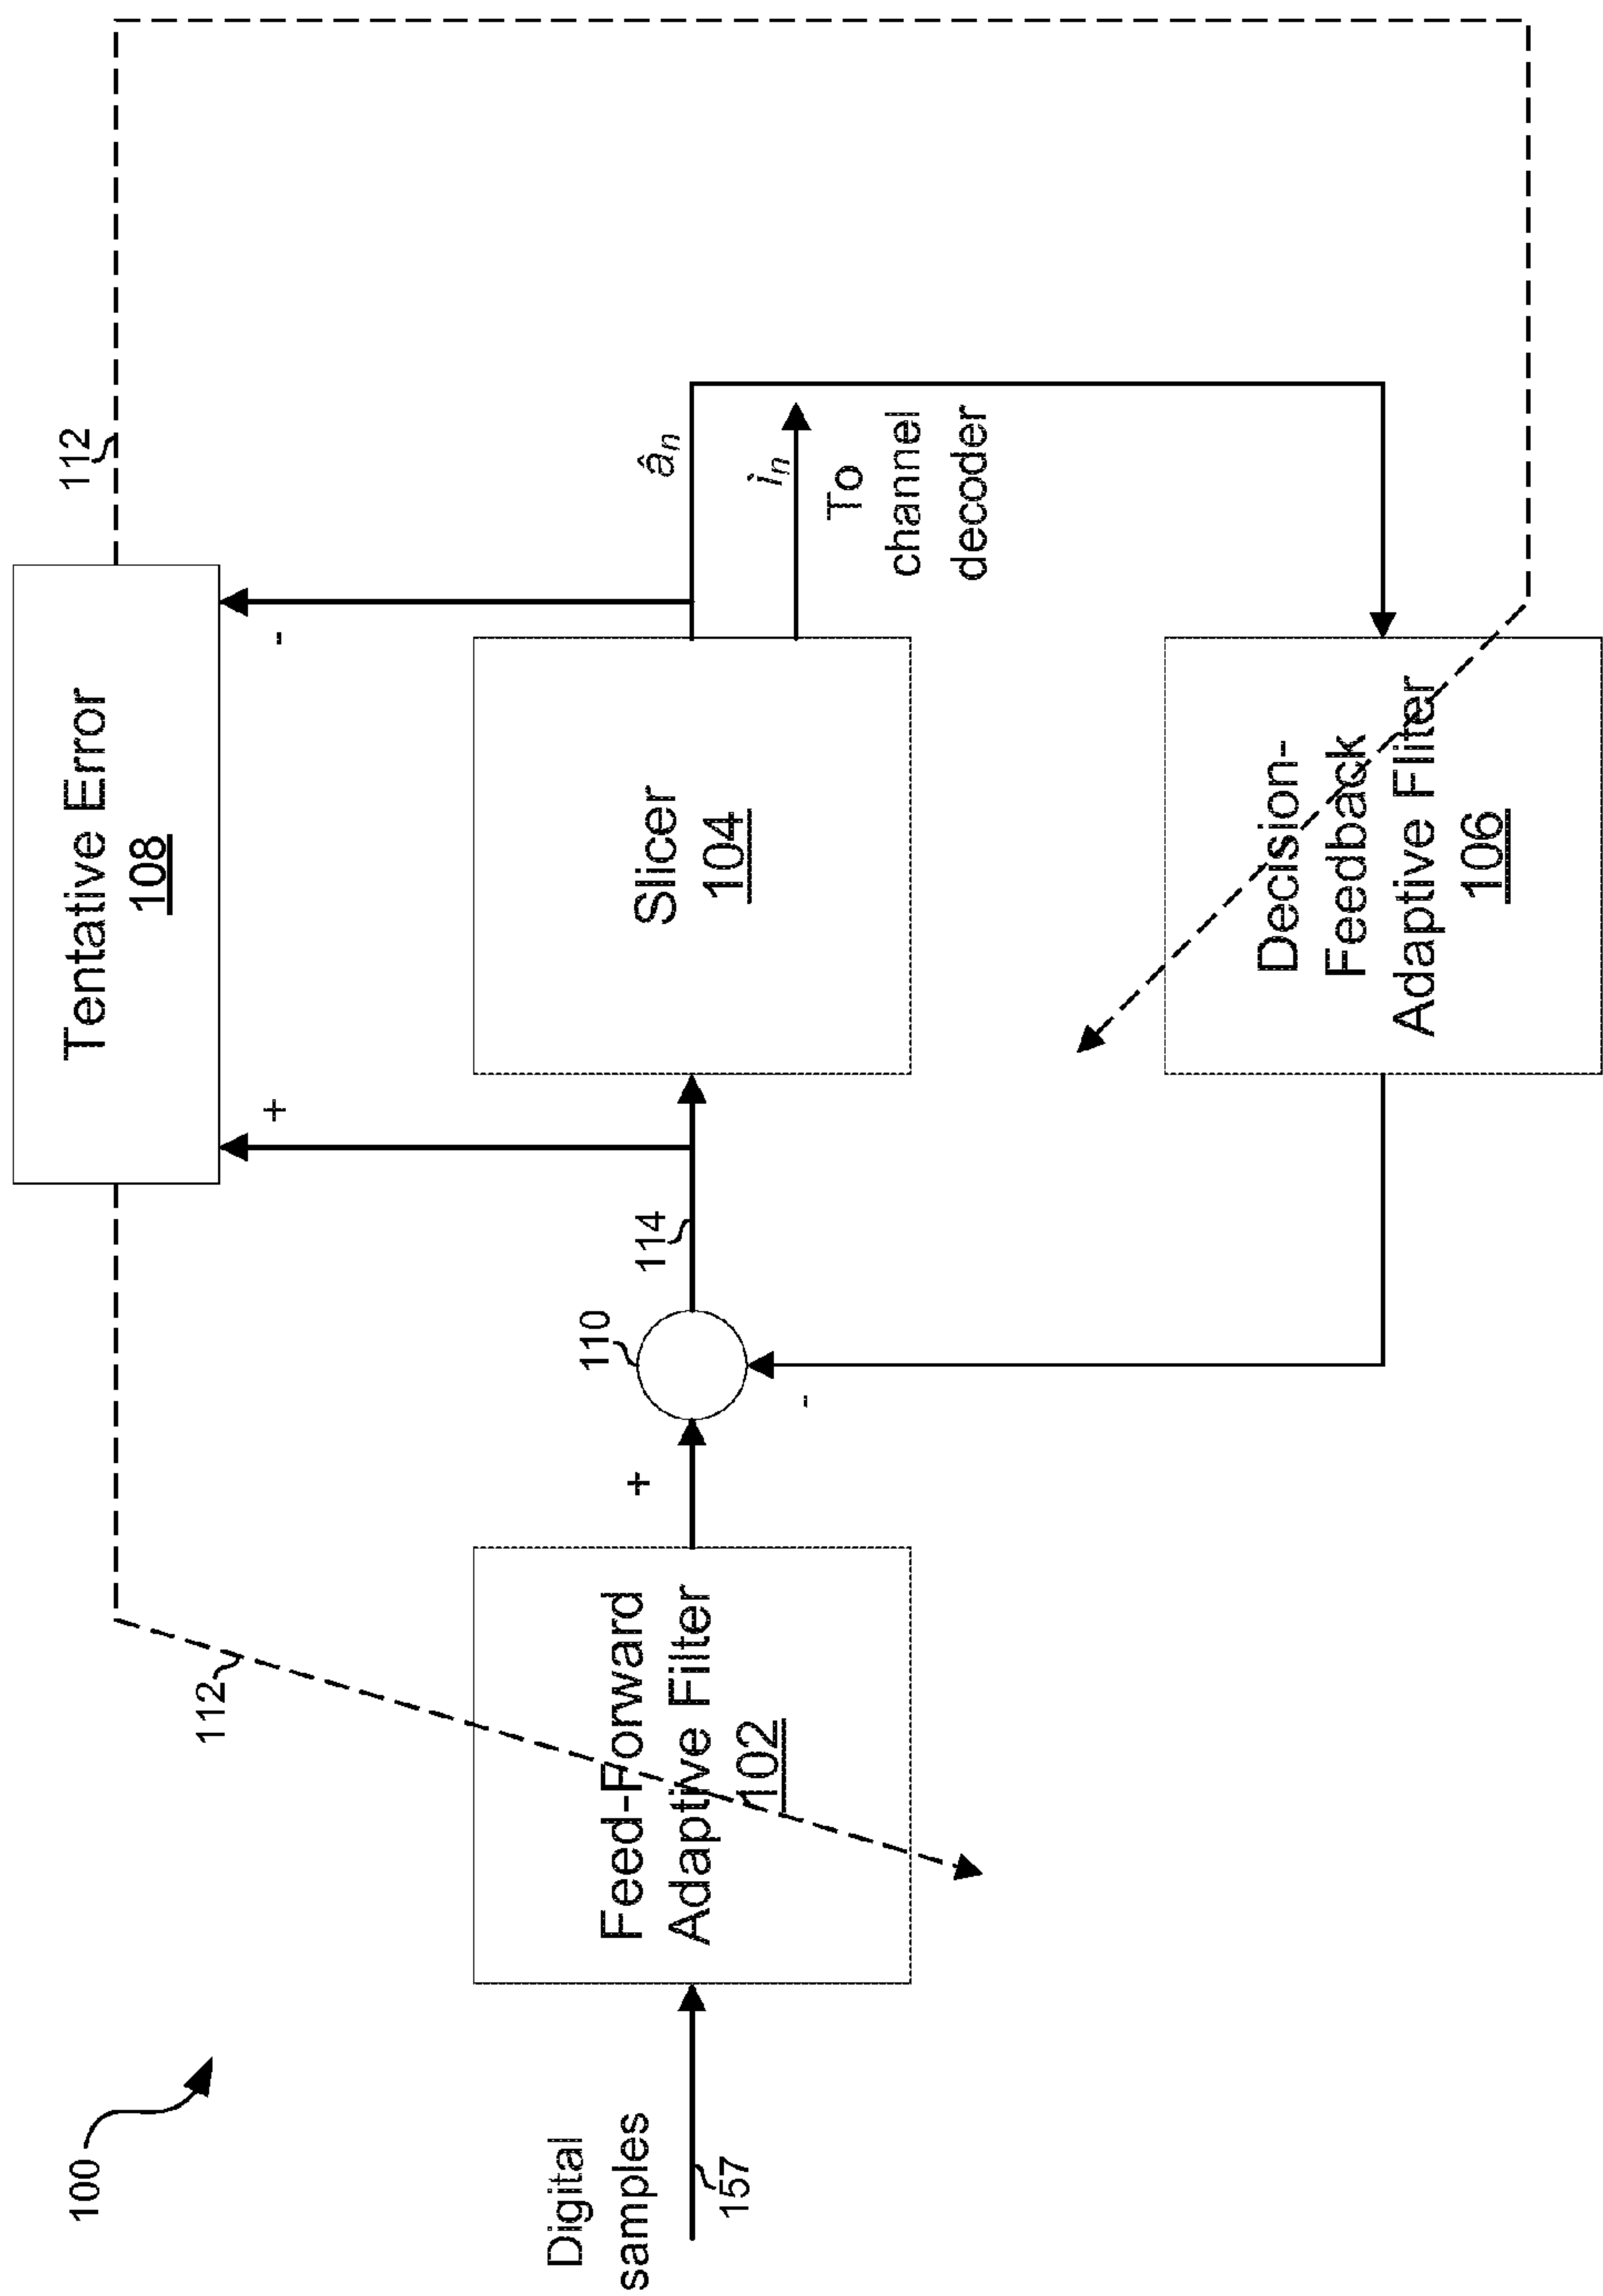 100
112
Tentative Error
108
112
+
-
Digital
samples
157
Feed-Forward
Adaptive Filter
102
+
110
-
114
Slicer
104
ân
ìn
To
channel
decoder
Decision-
Feedback
Adaptive Fliter
106